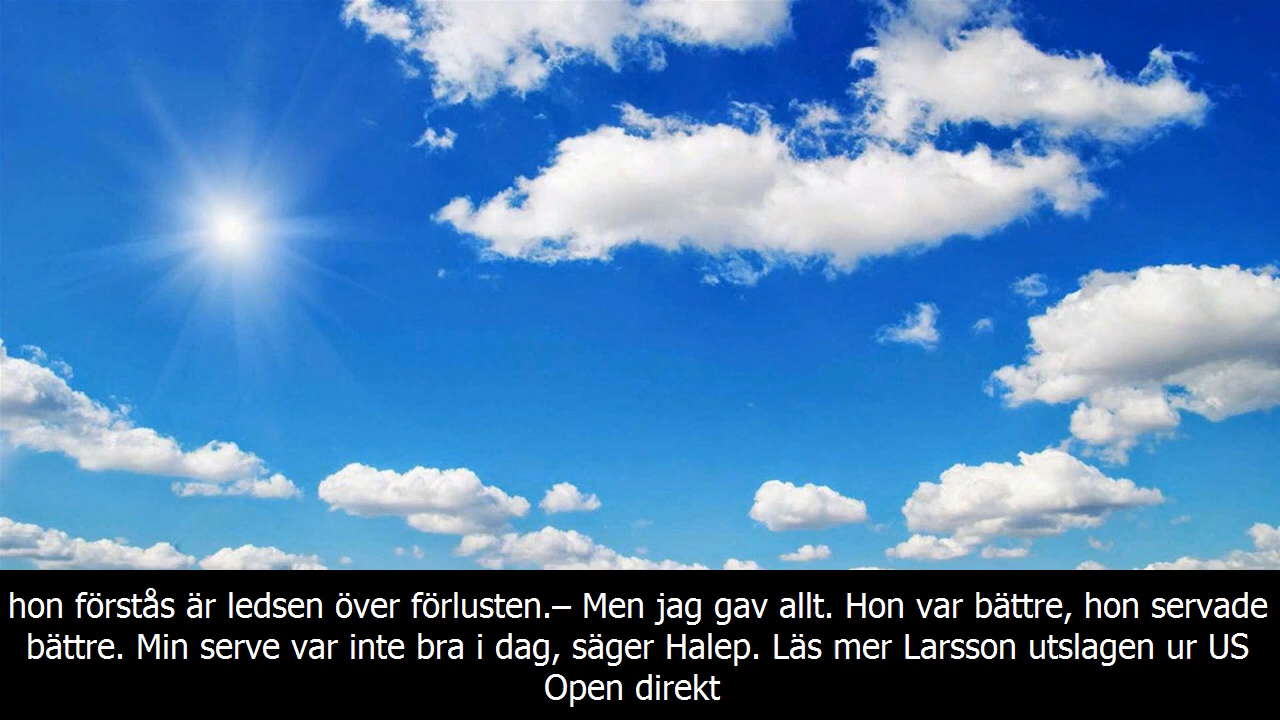 hon förstås är ledsen över förlusten.– Men jag gav allt. Hon var bättre, hon servade
bättre. Min serve var inte bra i dag, säger Halep. Läs mer Larsson utslagen ur US
Open direkt